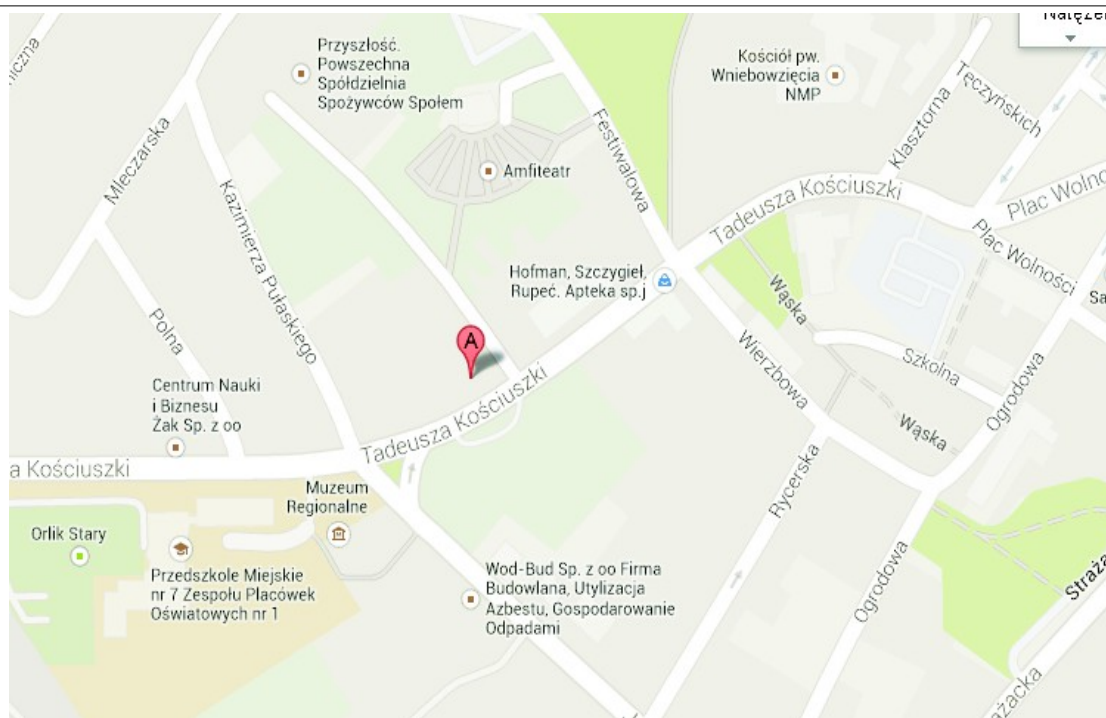 Przyszłość.
Powszechna
Spółdzielnia
Spożywców Społem
Kościół pw.
Wniebowzięcia
NMP
Tęczyńskich
Klasztorna
Mleczarska
Festiwalowa
Amfiteatr
Kazimierza Pułaskiego
Tadeusza Kościuszki
Plac Wolności
Hofman, Szczygieł,
Rupeć. Apteka sp.j
Wąska
Polna
A
Szkolna
Wierzbowa
Ogrodowa
Centrum Nauki
i Biznesu
Żak Sp. z oo
Tadeusza Kościuszki
Wąska
a Kościuszki
Rycerska
Muzeum
Regionalne
Orlik Stary
Przedszkole Miejskie
nr 7 Zespołu Placówek
Oświatowych nr 1
Wod-Bud Sp. z oo Firma
Budowlana, Utylizacja
Azbestu, Gospodarowanie
Odpadami
Ogrodowa